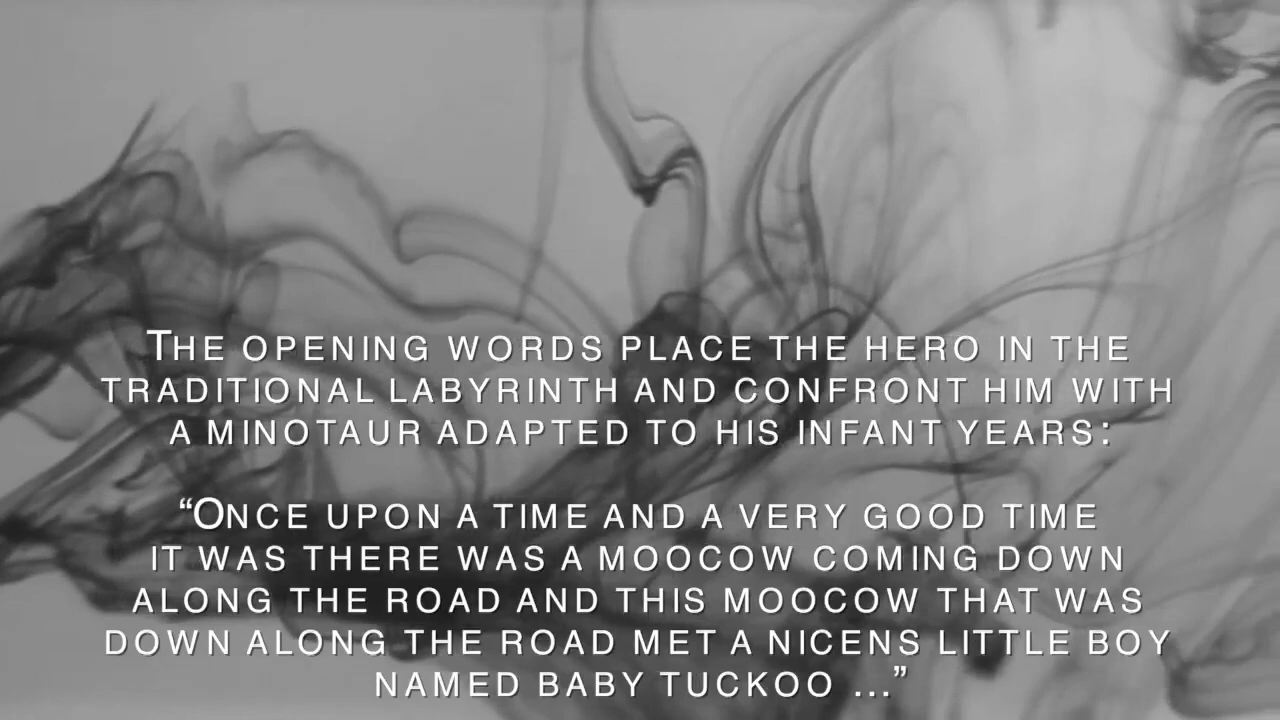 THE OPENING WORDS PLACE THE HERO IN THE
TRADITIONAL LABYRINTH AND CONFRONT HIM WITH
A MINOTAUR ADAPTED TO HIS INFANT YEARS:
“ONCE UPON A TIME AND A VERY GOOD TIME
IT WAS THERE WAS A MOOCOW COMING DOWN
ALONG THE ROAD AND THIS MOOCOW THAT WAS
DOWN ALONG THE ROAD MET A NICENS LITTLE BOY
NAMED BABY TUCKOO ...”